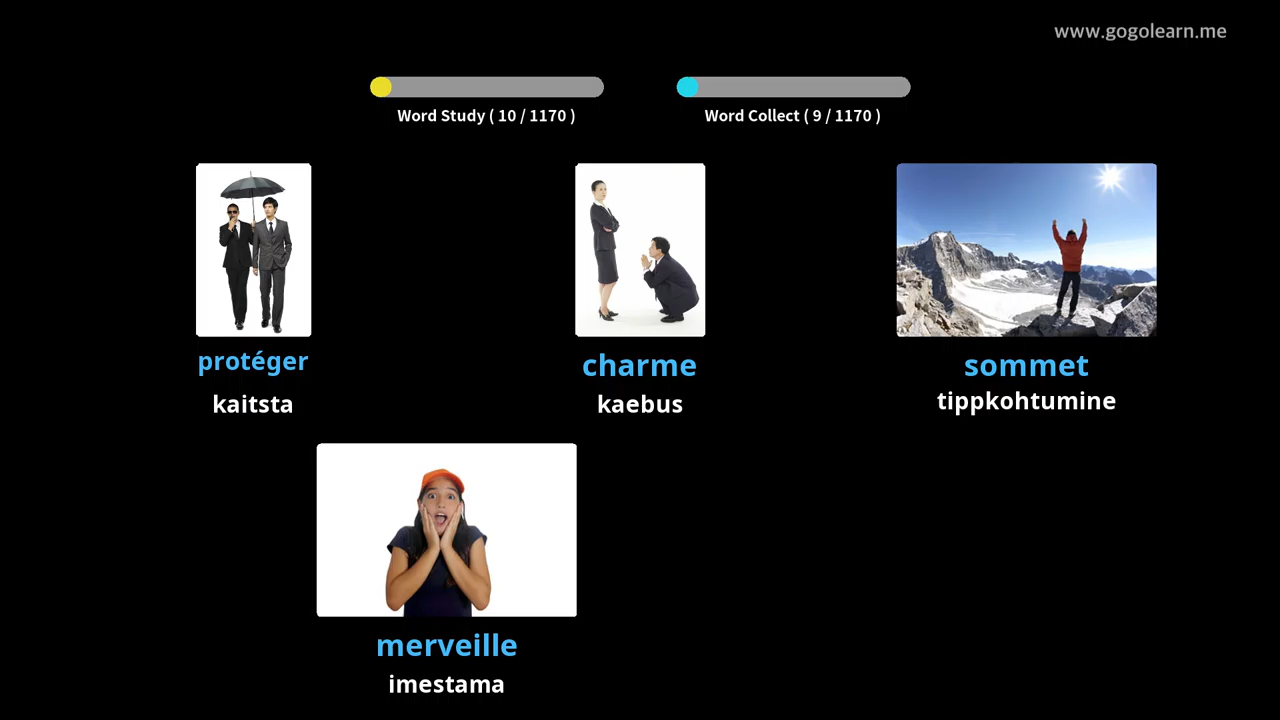 www.gogolearn.me
Word Study ( 10 / 1170 )
Word Collect ( 9 / 1170 )
protéger
kaitsta
charme
kaebus
sommet
tippkohtumine
merveille
imestama